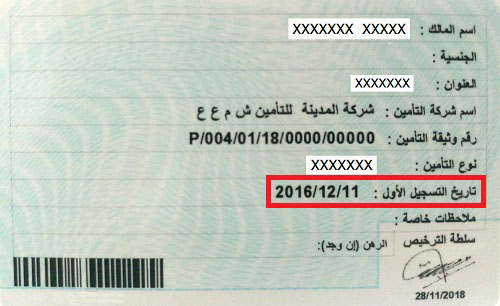 اسم المالك : XXXXXXX XXXXX
الجنسية :
العنوان : XXXXXXX
اسم شركة التأمين : شركة المدينة للتأمين ش م ع ع
رقم وثيقة التأمين : P/004/01/18/0000/00000
نوع التأمين : XXXXXXX
تاريخ التسجيل الأول : 2016/12/11
ملاحظات خاصة :
سلطة الترخيص
الرهن (إن وجد):
28/11/2018